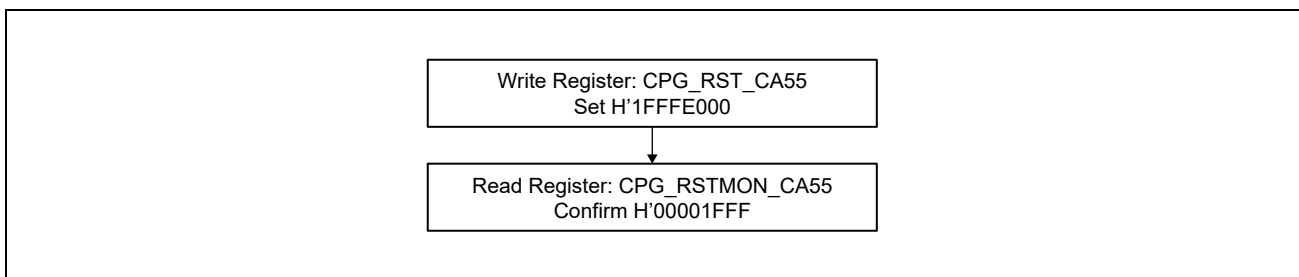 Write Register: CPG_RST_CA55
Set H’1FFFE000
Read Register: CPG_RSTMON_CA55
Confirm H’00001FFF